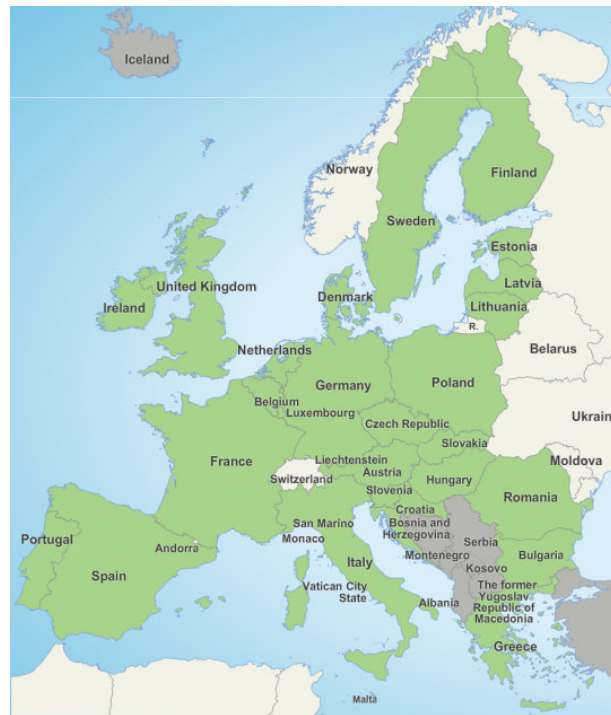 Iceland
Norway
Finland
Sweden
Estonia
Latvia
Lithuania
R.
Denmark
United Kingdom
Ireland
Netherlands
Belarus
Germany
Poland
Belgium
Luxembourg
Ukrain
Czech Republic
Slovakia
Moldova
France
Liechtenstein
Austria
Switzerland
Hungary
Slovenia
Romania
Croatia
San Marino
Bosnia and
Herzegovina
Monaco
Serbia
Portugal
Andorra
Montenegro
Bulgaria
Italy
Kosovo
Spain
Vatican City
State
The former
Yugoslav
Republic of
Macedonia
Albania
Greece
Malta